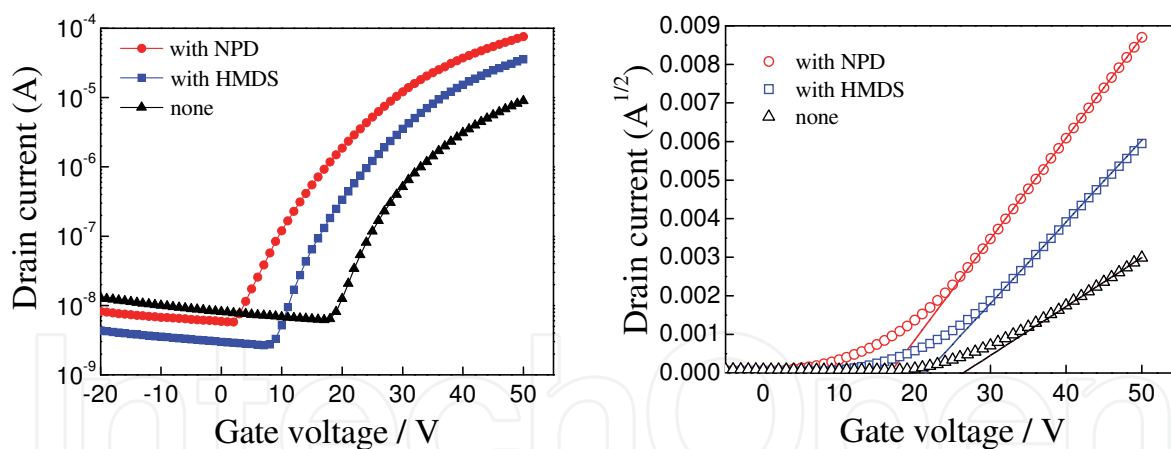 10^-4
10^-5
10^-6
10^-7
10^-8
10^-9
Drain current (A)
with NPD
with HMDS
none
-20 -10 0 10 20 30 40 50
Gate voltage / V
0.009
0.008
0.007
0.006
0.005
0.004
0.003
0.002
0.001
0.000
Drain current (A^1/2)
with NPD
with HMDS
none
0 10 20 30 40 50
Gate voltage / V
InTechOpen